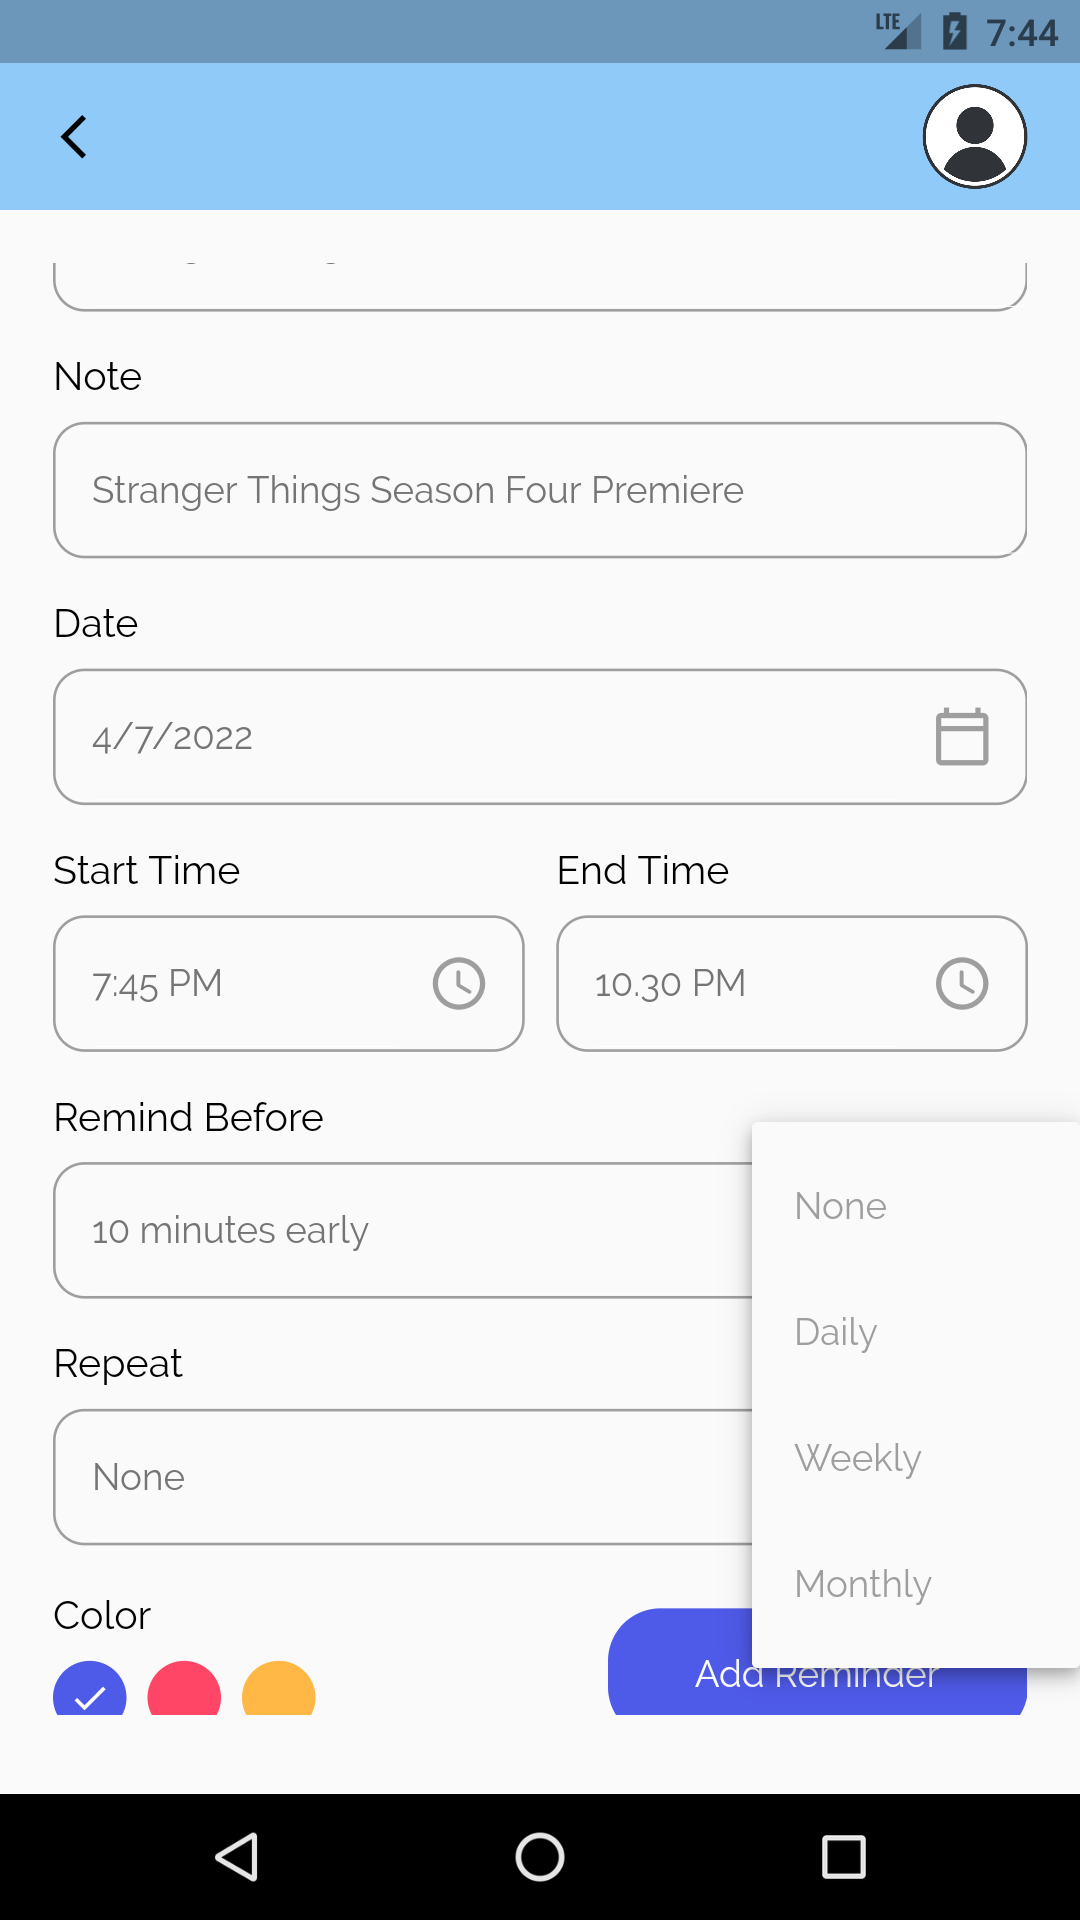 LTE 7:44
Note
Stranger Things Season Four Premiere
Date
4/7/2022
Start Time End Time
7:45 PM 10.30 PM
Remind Before
10 minutes early
None
Daily
Weekly
Monthly
Repeat
None
Color
Add Reminder